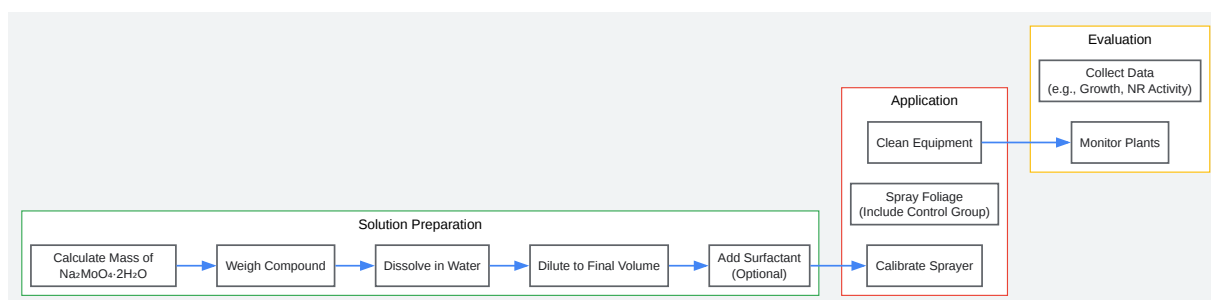 Solution Preparation
Calculate Mass of
Na₂MoO₄·2H₂O
Weigh Compound
Dissolve in Water
Dilute to Final Volume
Add Surfactant
(Optional)
Application
Clean Equipment
Spray Foliage
(Include Control Group)
Calibrate Sprayer
Evaluation
Collect Data
(e.g., Growth, NR Activity)
Monitor Plants